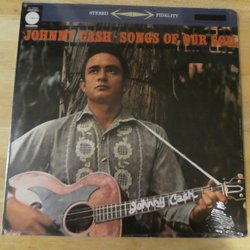 STEREO FIDELITY
JOHNNY CASH SONGS OF OUR SOIL
Johnny Cash